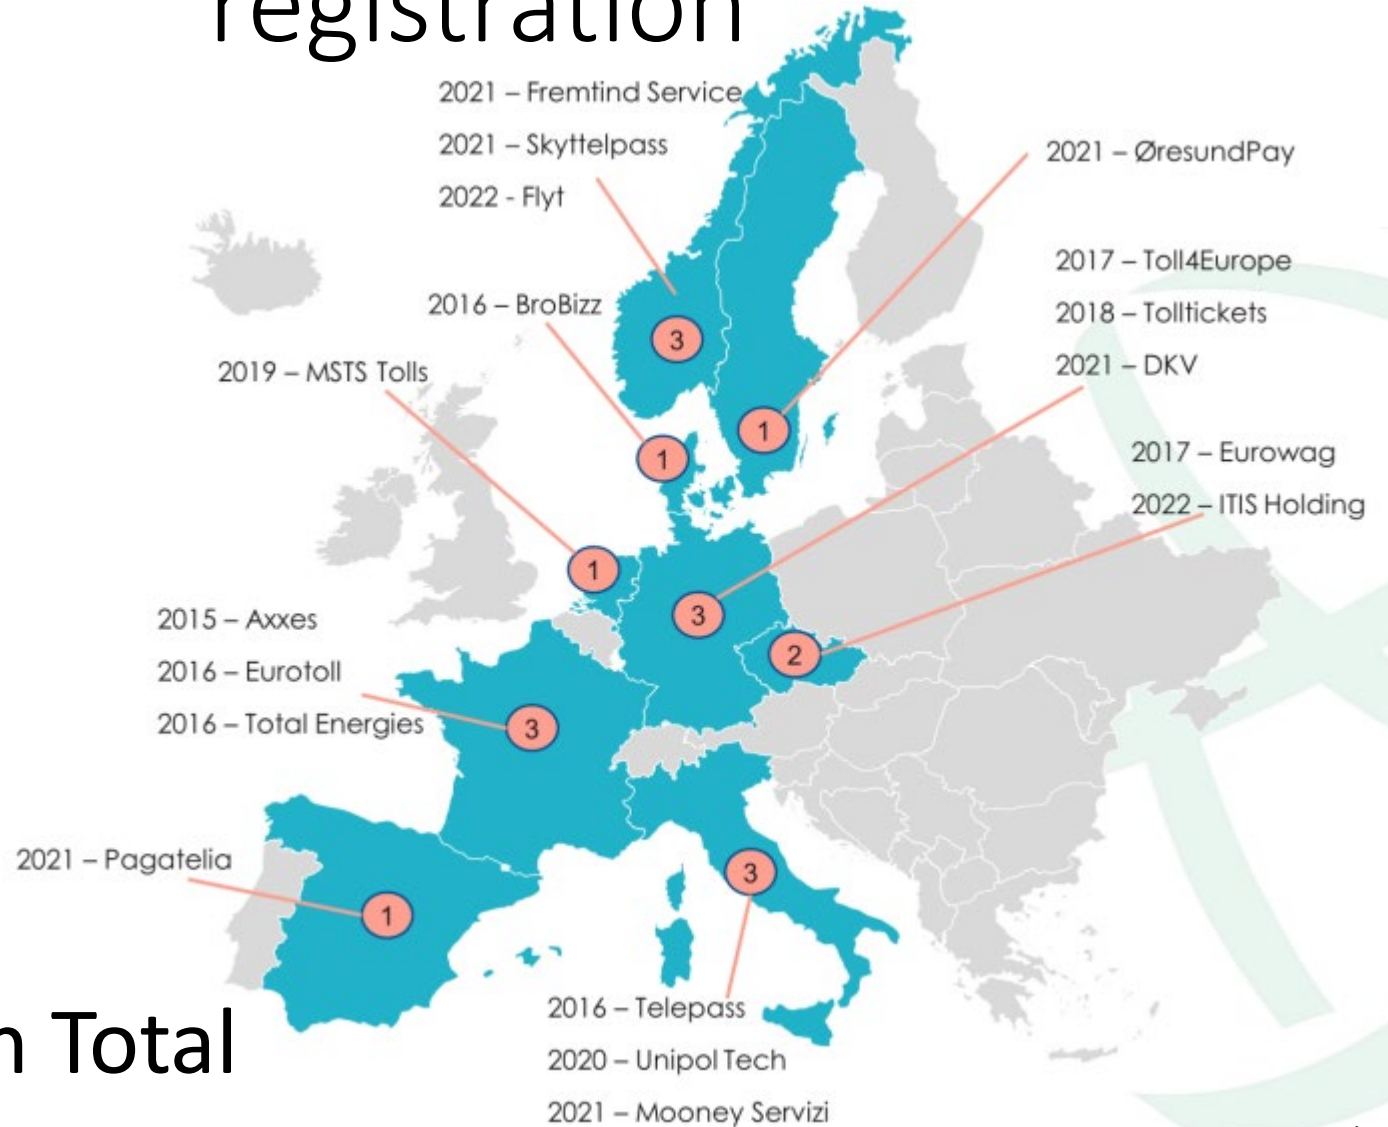 registration
2021 – Fremtind Service
2021 – Skyttelpass
2022 - Flyt
2021 – ØresundPay
2016 – BroBizz
2017 – Toll4Europe
2018 – Tolltickets
2021 – DKV
2019 – MSTS Tolls
2017 – Eurowag
2022 – ITIS Holding
3
1
1
1
3
2
2015 – Axxes
2016 – Eurotoll
2016 – Total Energies
3
2021 – Pagatelia
1
3
2016 – Telepass
2020 – Unipol Tech
2021 – Mooney Servizi
Total